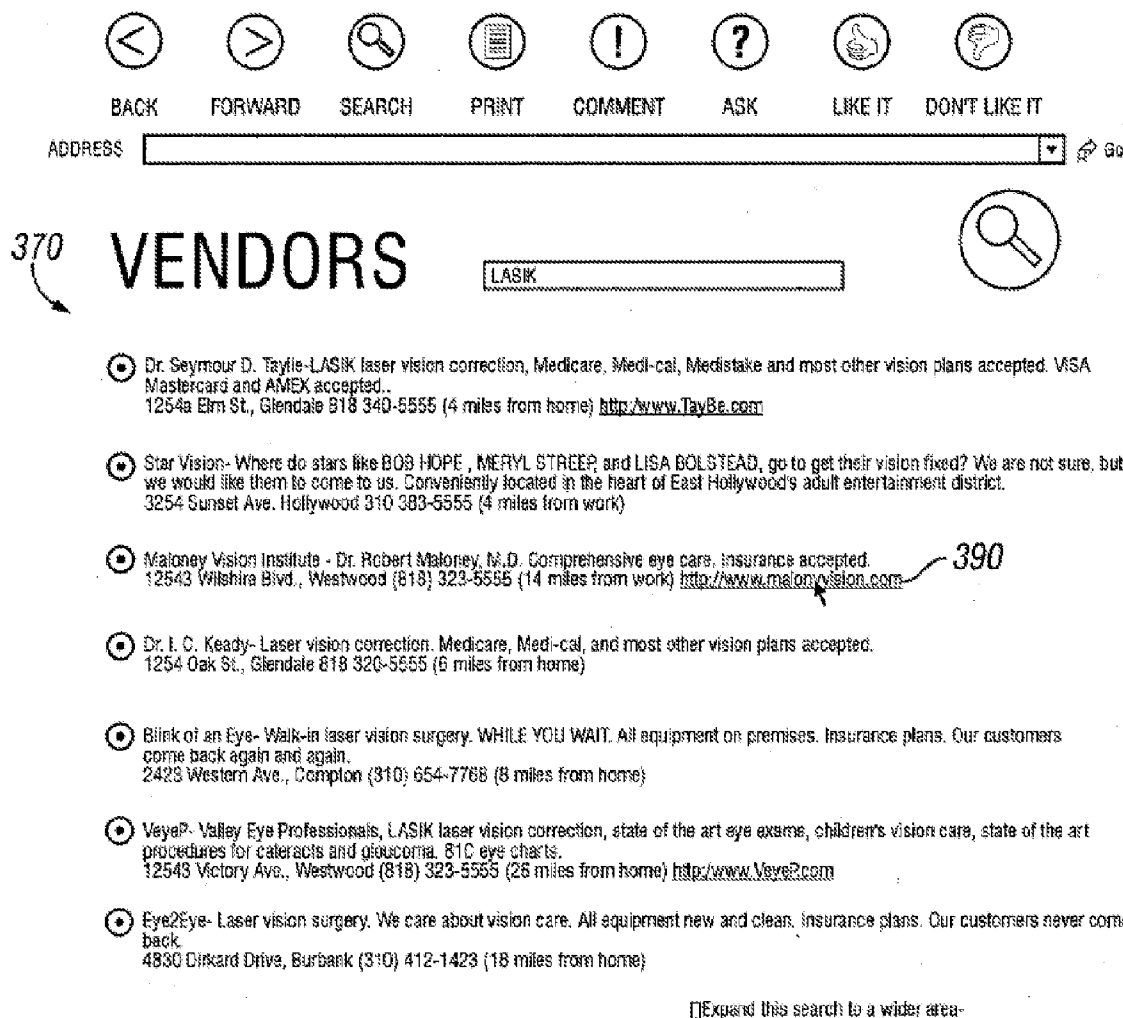 BACK FORWARD SEARCH PRINT COMMENT ASK LIKE IT DON'T LIKE IT
ADDRESS Go
370 VENDORS LASIK
Dr. Seymour D. Taylie-LASIK laser vision correction, Medicare, Medi-cal, Medistake and most other vision plans accepted. VISA
Mastercard and AMEX accepted..
1254a Elm St., Glendale 818 340-5555 (4 miles from home) http:/www.TayBe.com
Star Vision- Where do stars like BOB HOPE , MERYL STREEP, and LISA BOLSTEAD, go to get their vision fixed? We are not sure, but
we would like them to come to us. Conveniently located in the heart of East Hollywood's adult entertainment district.
3254 Sunset Ave. Hollywood 310 383-5555 (4 miles from work)
Maloney Vision Institute - Dr. Robert Maloney, M.D. Comprehensive eye care. Insurance accepted. 390
12543 Wilshire Blvd., Westwood (818) 323-5555 (14 miles from work) http://www.malonyvision.com
Dr. I. C. Keady- Laser vision correction. Medicare, Medi-cal, and most other vision plans accepted.
1254 Oak St., Glendale 818 320-5555 (6 miles from home)
Blink of an Eye- Walk-in laser vision surgery. WHILE YOU WAIT. All equipment on premises. Insurance plans. Our customers
come back again and again.
2423 Western Ave., Compton (310) 654-7768 (8 miles from home)
VeyeP- Valley Eye Professionals, LASIK laser vision correction, state of the art eye exams, children's vision care, state of the art
procedures for cateracts and gloucoma. 81C eye charts.
12543 Victory Ave., Westwood (818) 323-5555 (26 miles from home) http:/www.VeyeP.com
Eye2Eye- Laser vision surgery. We care about vision care. All equipment new and clean. Insurance plans. Our customers never com
back.
4830 Dirkard Drive, Burbank (310) 412-1423 (18 miles from home)
Expand this search to a wider area-